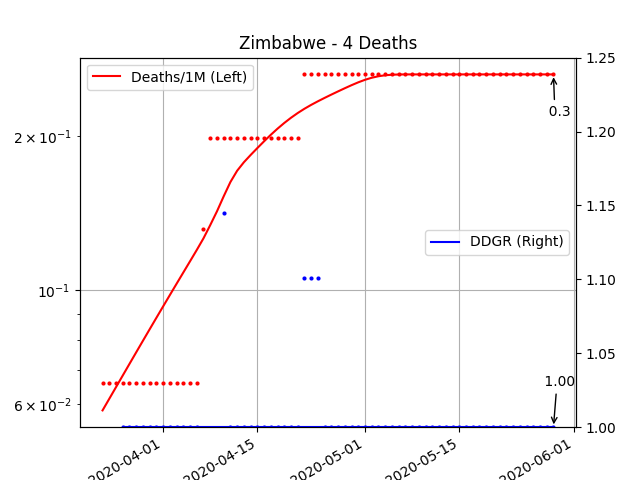 Zimbabwe - 4 Deaths
Deaths/1M (Left)
DDGR (Right)
2 × 10⁻¹
10⁻¹
6 × 10⁻²
1.25
1.20
1.15
1.10
1.05
1.00
0.3
1.00
2020-04-01
2020-04-15
2020-05-01
2020-05-15
2020-06-01